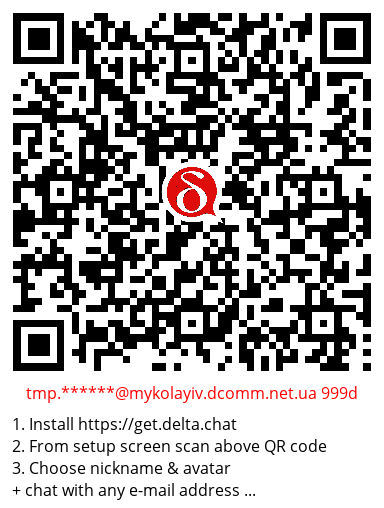 δ
tmp.******@mykolayiv.dcomm.net.ua 999d
1. Install https://get.delta.chat
2. From setup screen scan above QR code
3. Choose nickname & avatar
+ chat with any e-mail address ...